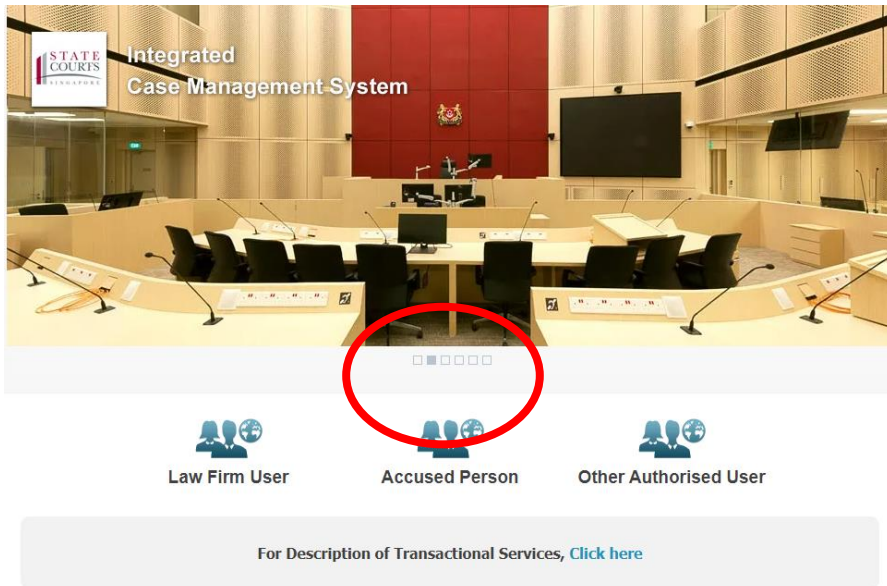 STATE
COURTS
SINGAPORE
Integrated
Case Management System
Law Firm User
Accused Person
Other Authorised User
For Description of Transactional Services, Click here